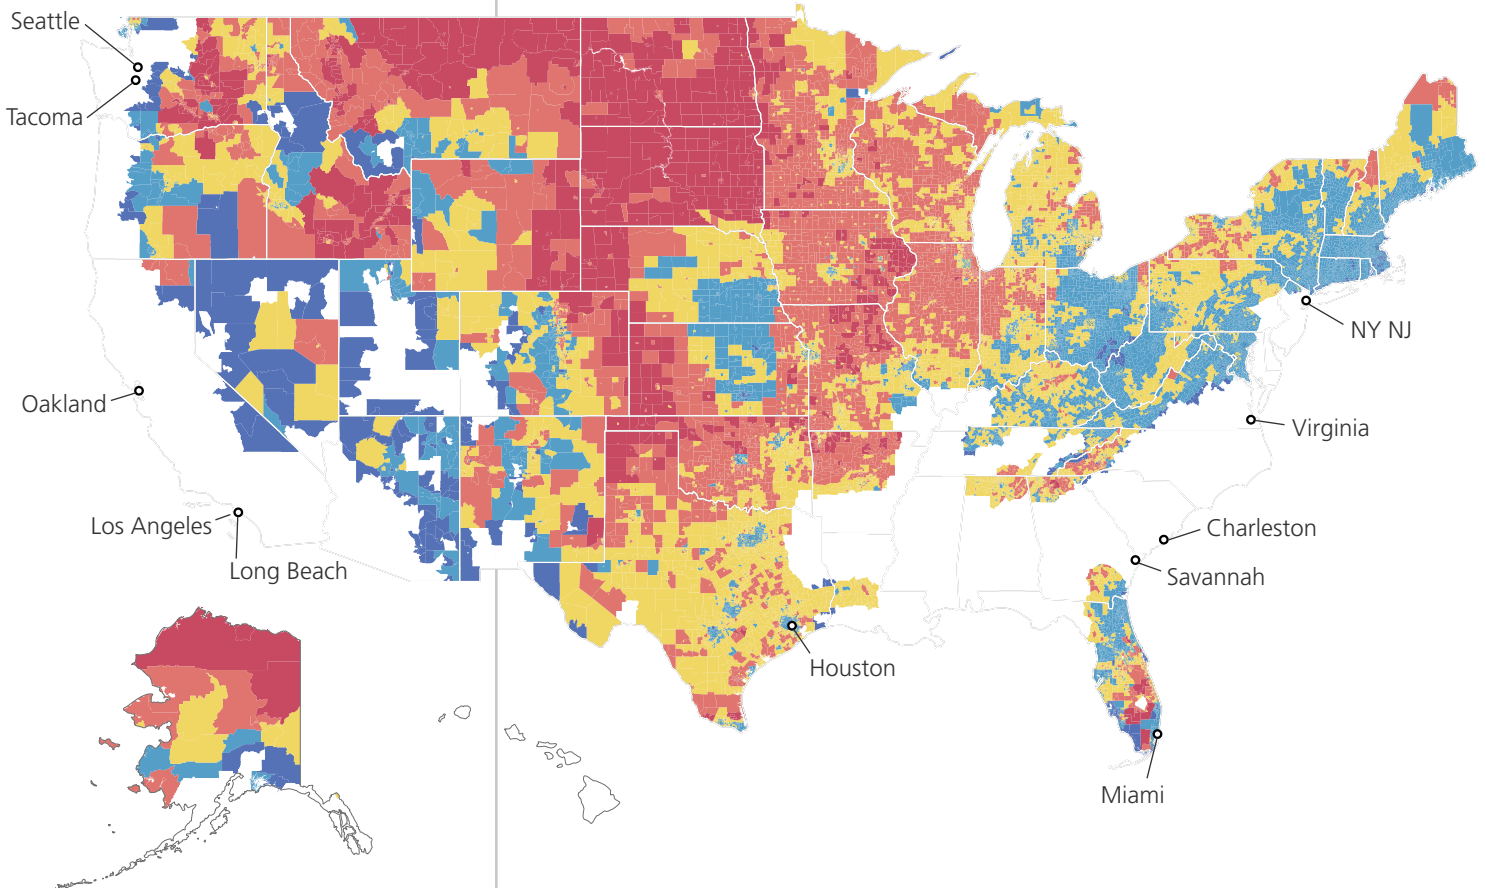 Seattle
Tacoma
NY NJ
Oakland
Virginia
Los Angeles
Charleston
Long Beach
Savannah
Houston
Miami